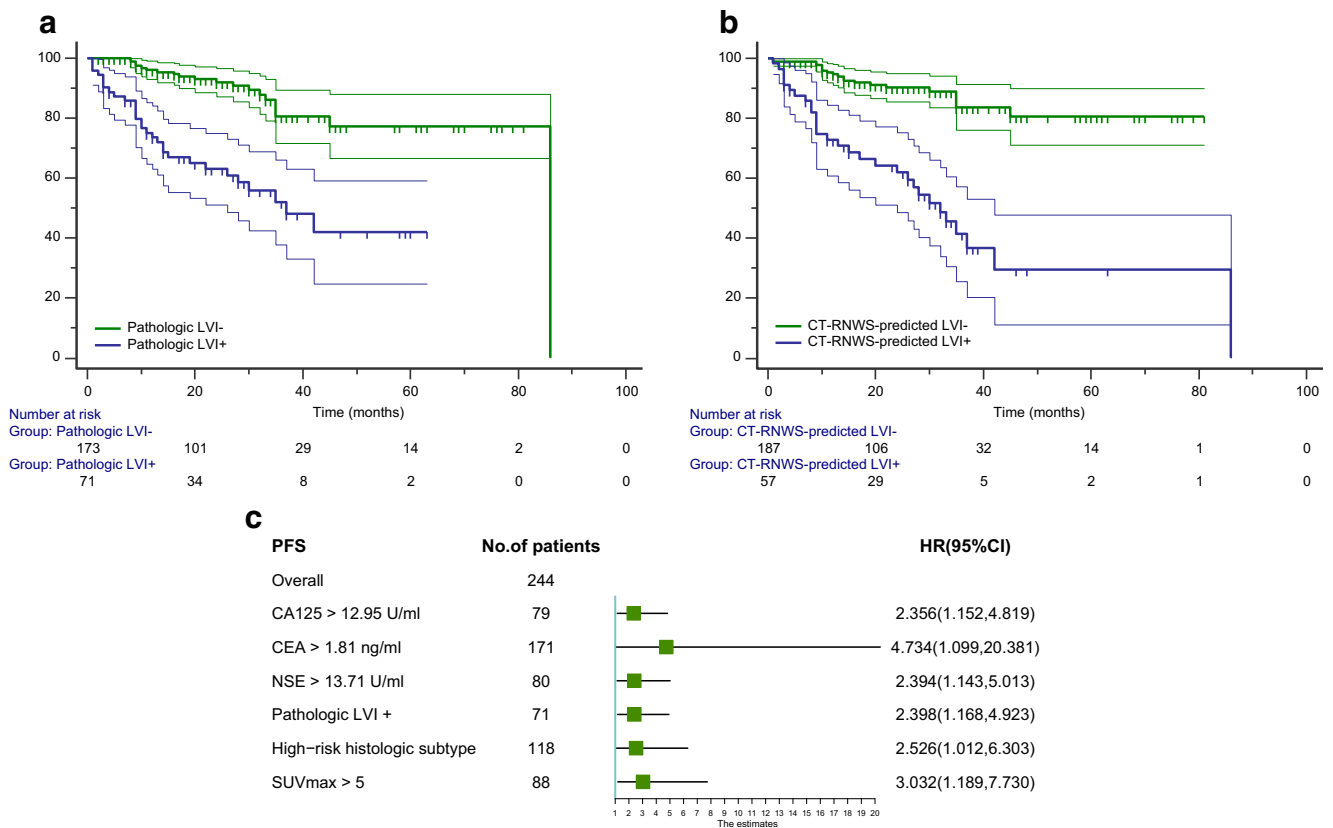 a
100
80
60
40
20
0
Pathologic LVI-
Pathologic LVI+
0 20 40 60 80 100
Time (months)
Number at risk
Group: Pathologic LVI-
173 101 29 14 2 0
Group: Pathologic LVI+
71 34 8 2 0 0
b
100
80
60
40
20
0
CT-RNWS-predicted LVI-
CT-RNWS-predicted LVI+
0 20 40 60 80 100
Time (months)
Number at risk
Group: CT-RNWS-predicted LVI-
187 106 32 14 1 0
Group: CT-RNWS-predicted LVI+
57 29 5 2 1 0
c
PFS No.of patients HR(95%CI)
Overall 244
CA125 > 12.95 U/ml 79 2.356(1.152,4.819)
CEA > 1.81 ng/ml 171 4.734(1.099,20.381)
NSE > 13.71 U/ml 80 2.394(1.143,5.013)
Pathologic LVI + 71 2.398(1.168,4.923)
High−risk histologic subtype 118 2.526(1.012,6.303)
SUVmax > 5 88 3.032(1.189,7.730)
1 2 3 4 5 6 7 8 9 10 11 12 13 14 15 16 17 18 19 20
The estimates